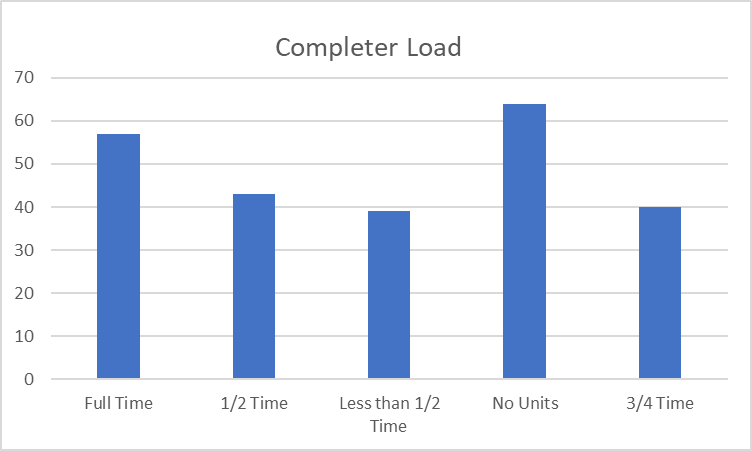 Completer Load
70
60
50
40
30
20
10
0
Full Time
1/2 Time
Less than 1/2
Time
No Units
3/4 Time